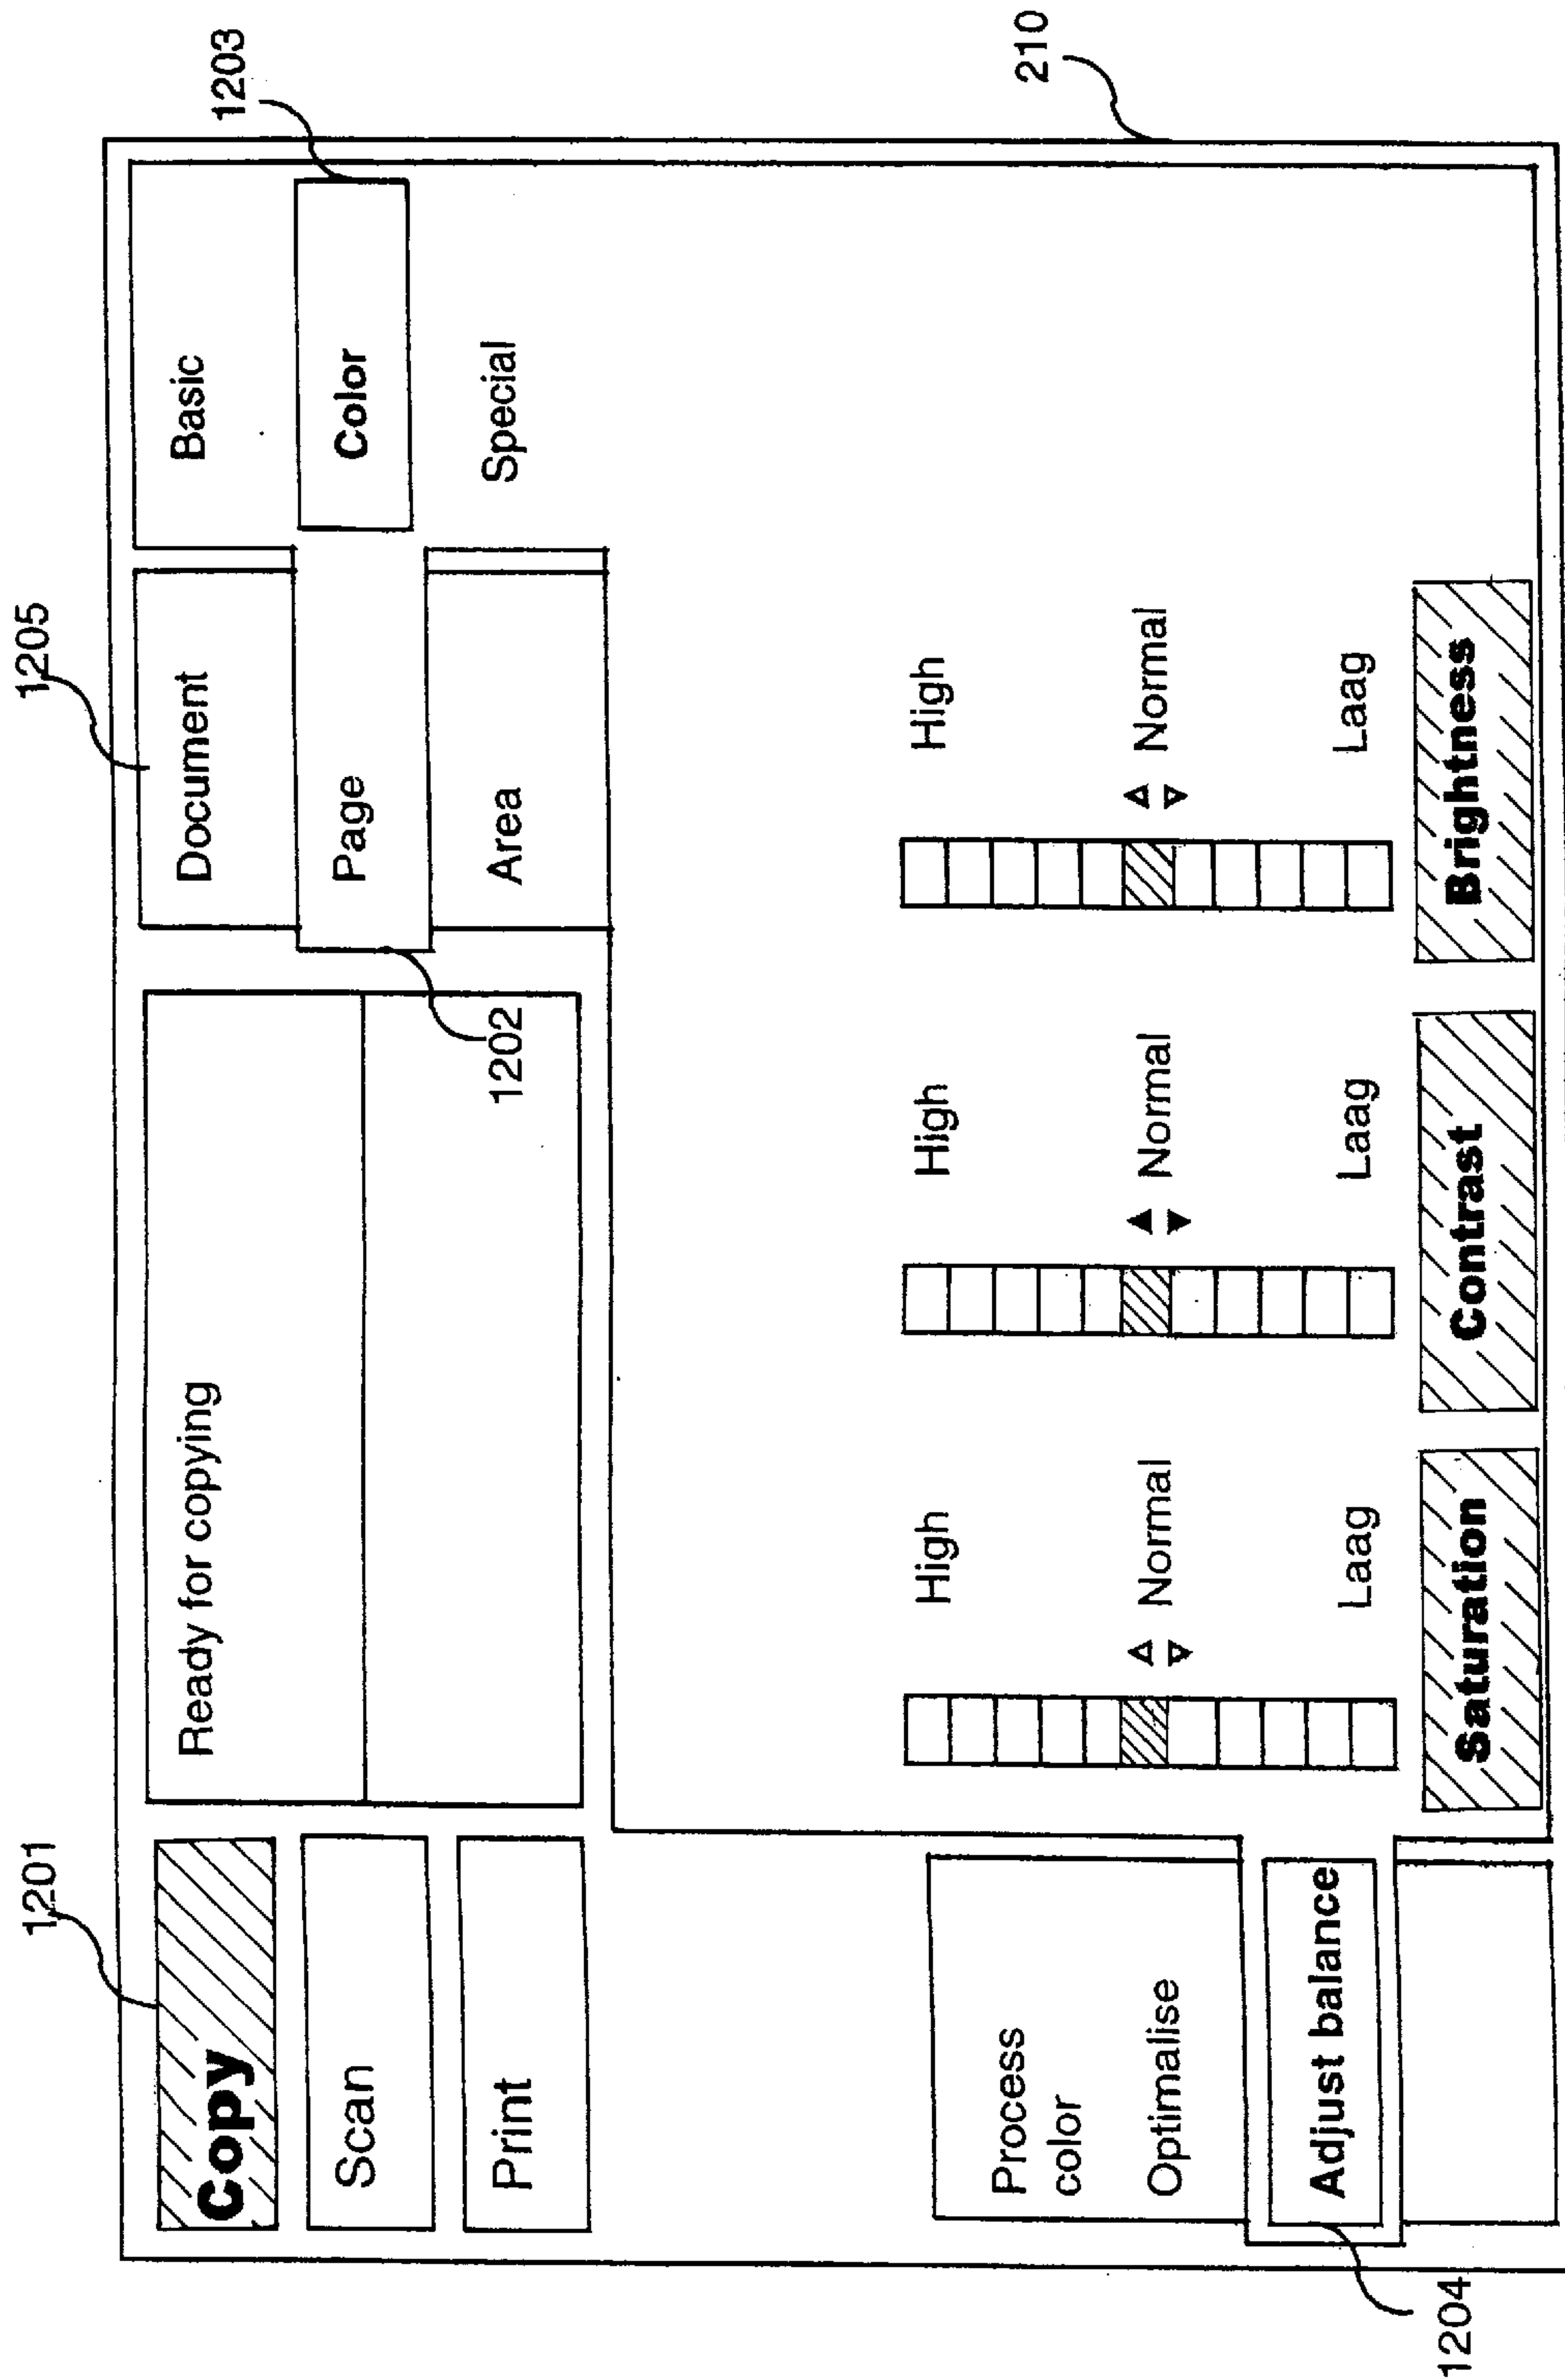 1201
1205
1203
Copy
Ready for copying
Document
Basic
Scan
Page
Color
Print
Area
Special
1202
210
Process
color
Optimalise
Adjust balance
1204
High
High
High
Normal
Normal
Normal
Laag
Laag
Laag
Saturation
Contrast
Brightness